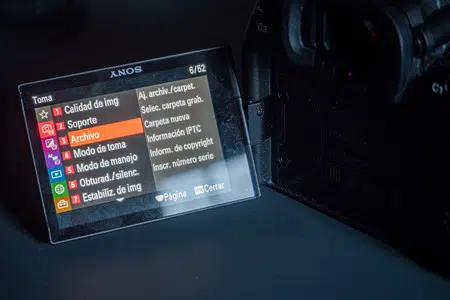 SONY
Toma 6/52
1 Calidad de img
2 Soporte
3 Archivo
4 Modo de toma
5 Modo de manejo
6 Obturad./silenc.
7 Estabiliz. de img
Aj. archiv./carpet.
Selec. carpeta grab.
Carpeta nueva
Información IPTC
Inform. de copyright
Inscr. número serie
Página
Cerrar